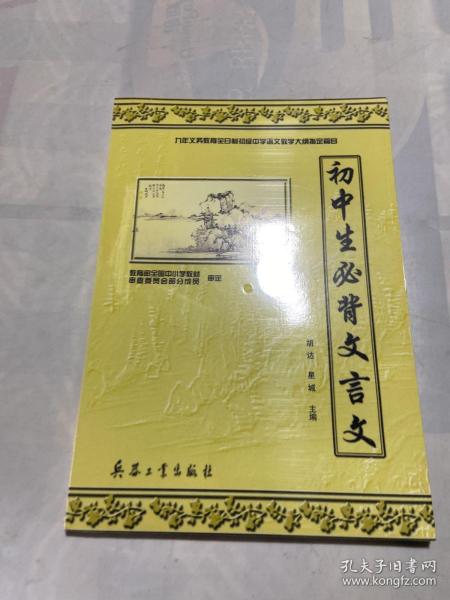 九年义务教育全日制初级中学语文教学大纲指定篇目
初中生必背文言文
教育部全国中小学教材
审查委员会部分成员 审定
胡达 星城 主编
兵器工业出版社
孔夫子旧书网
www.kongfz.com